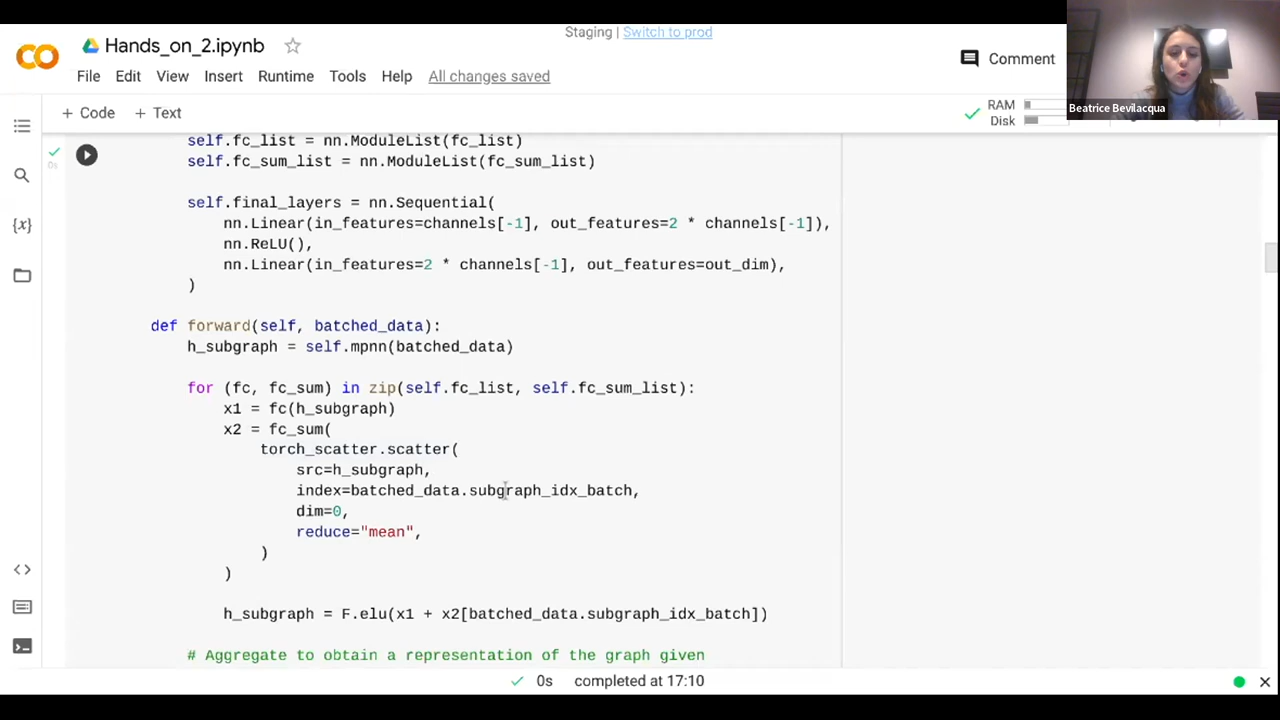 Staging | Switch to prod
Hands_on_2.ipynb
File Edit View Insert Runtime Tools Help All changes saved
Comment
+ Code + Text
RAM
Disk
Beatrice Bevilacqua
{x}
0s
self.fc_list = nn.ModuleList(fc_list)
self.fc_sum_list = nn.ModuleList(fc_sum_list)
self.final_layers = nn.Sequential(
nn.Linear(in_features=channels[-1], out_features=2 * channels[-1]),
nn.ReLU(),
nn.Linear(in_features=2 * channels[-1], out_features=out_dim),
)
def forward(self, batched_data):
h_subgraph = self.mpnn(batched_data)
for (fc, fc_sum) in zip(self.fc_list, self.fc_sum_list):
x1 = fc(h_subgraph)
x2 = fc_sum(
torch_scatter.scatter(
src=h_subgraph,
index=batched_data.subgraph_idx_batch,
dim=0,
reduce="mean",
)
)
h_subgraph = F.elu(x1 + x2[batched_data.subgraph_idx_batch])
# Aggregate to obtain a representation of the graph given
0s completed at 17:10